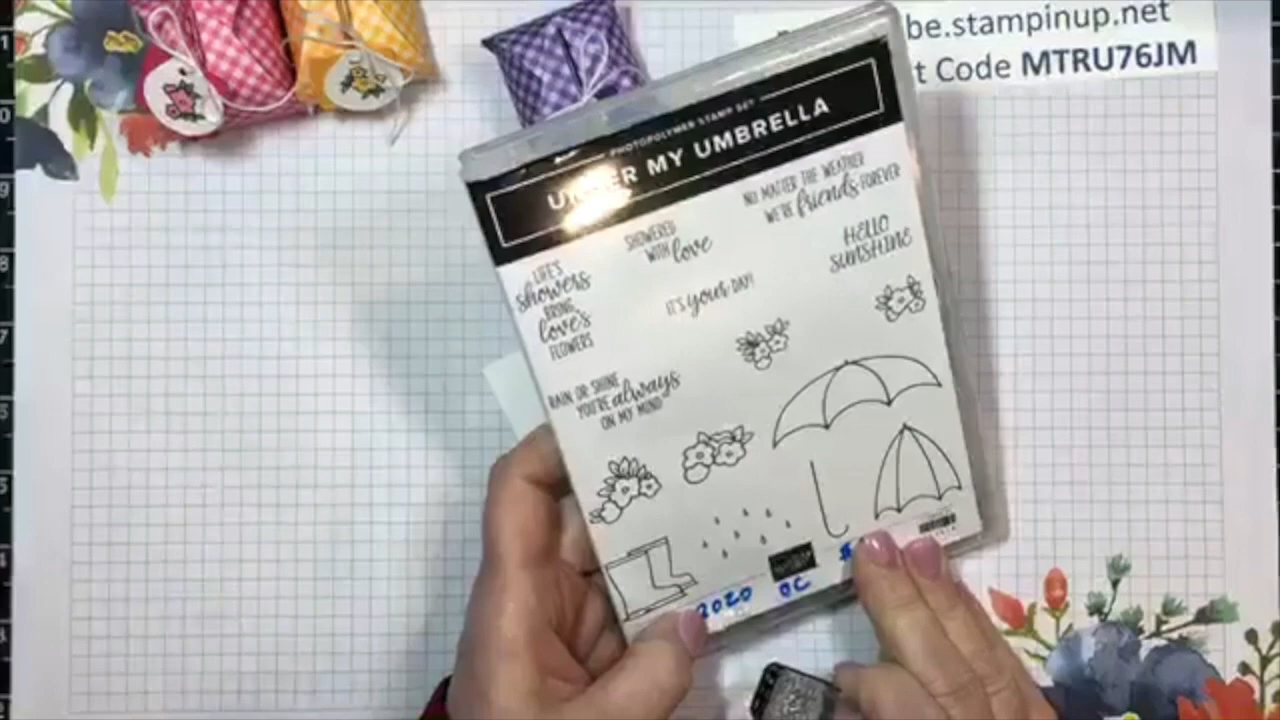 be.stampinup.net
t Code MTRU76JM
PHOTOPOLYMER STAMP SET
UNDER MY UMBRELLA
NO MATTER THE WEATHER
WE'RE friends FOREVER
SHOWERED
WITH love
HELLO
SUNSHINE
LIFE'S
showers
BRING
love's
FLOWERS
IT'S your DAY!
RAIN OR SHINE
YOU'RE always
ON MY MIND
2020 OC